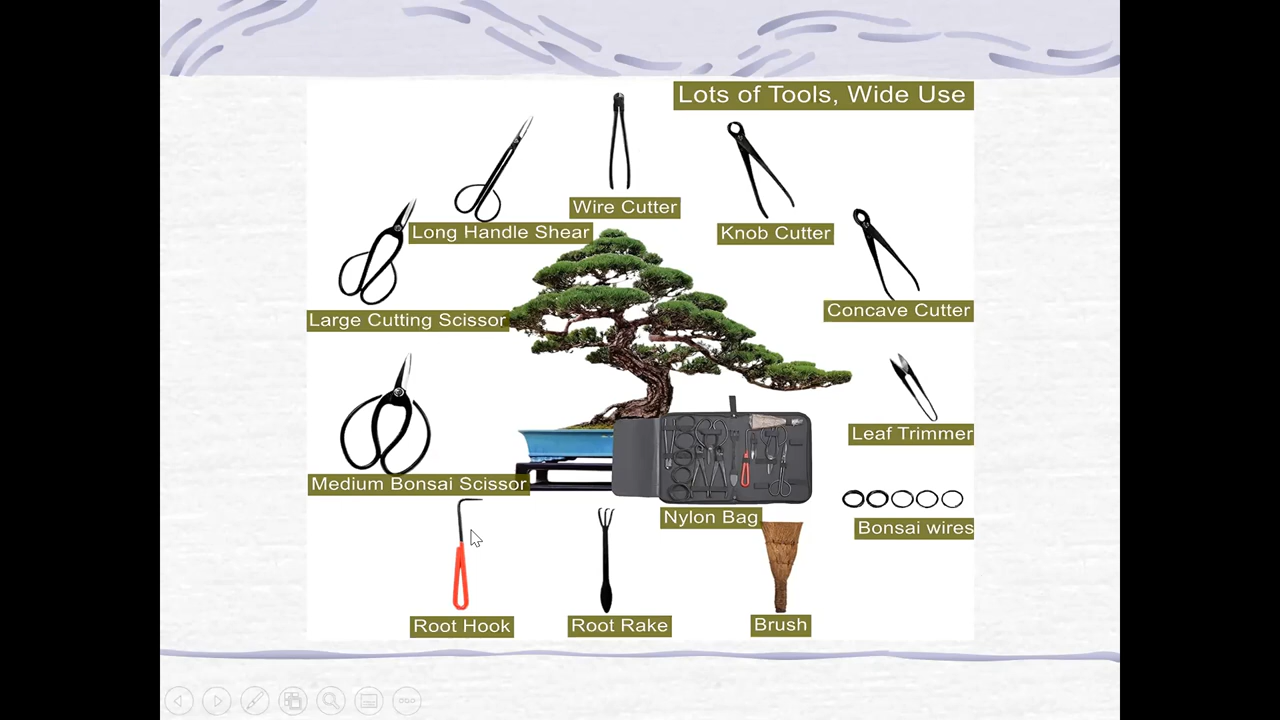 Lots of Tools, Wide Use
Wire Cutter
Long Handle Shear
Knob Cutter
Large Cutting Scissor
Concave Cutter
Leaf Trimmer
Medium Bonsai Scissor
Nylon Bag
Bonsai wires
Root Hook
Root Rake
Brush